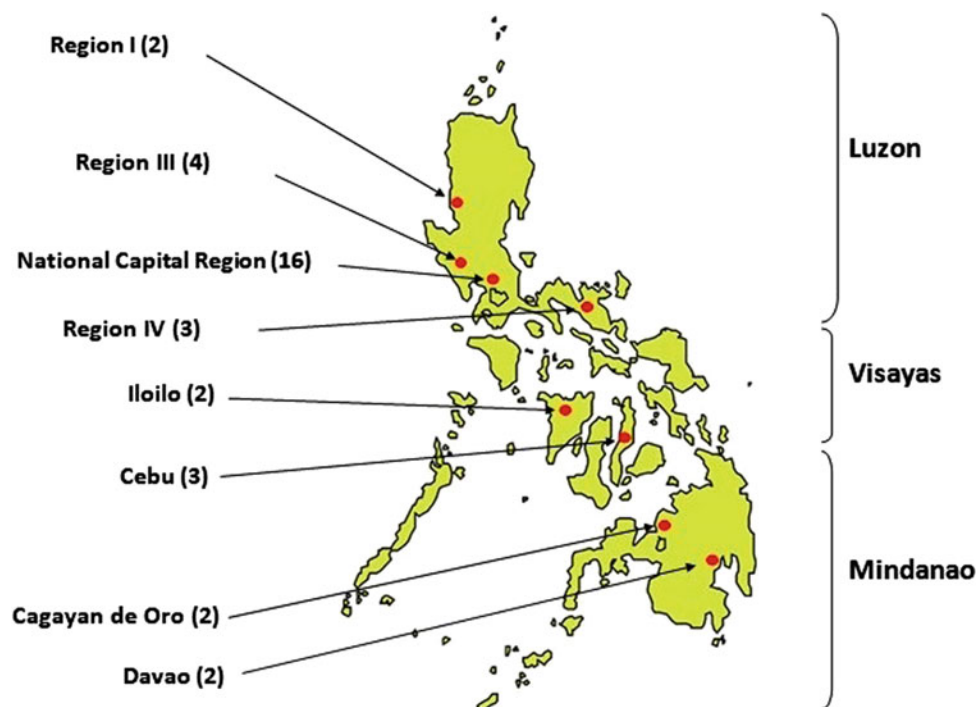 Region I (2)
Region III (4)
National Capital Region (16)
Region IV (3)
Iloilo (2)
Cebu (3)
Cagayan de Oro (2)
Davao (2)
Luzon
Visayas
Mindanao